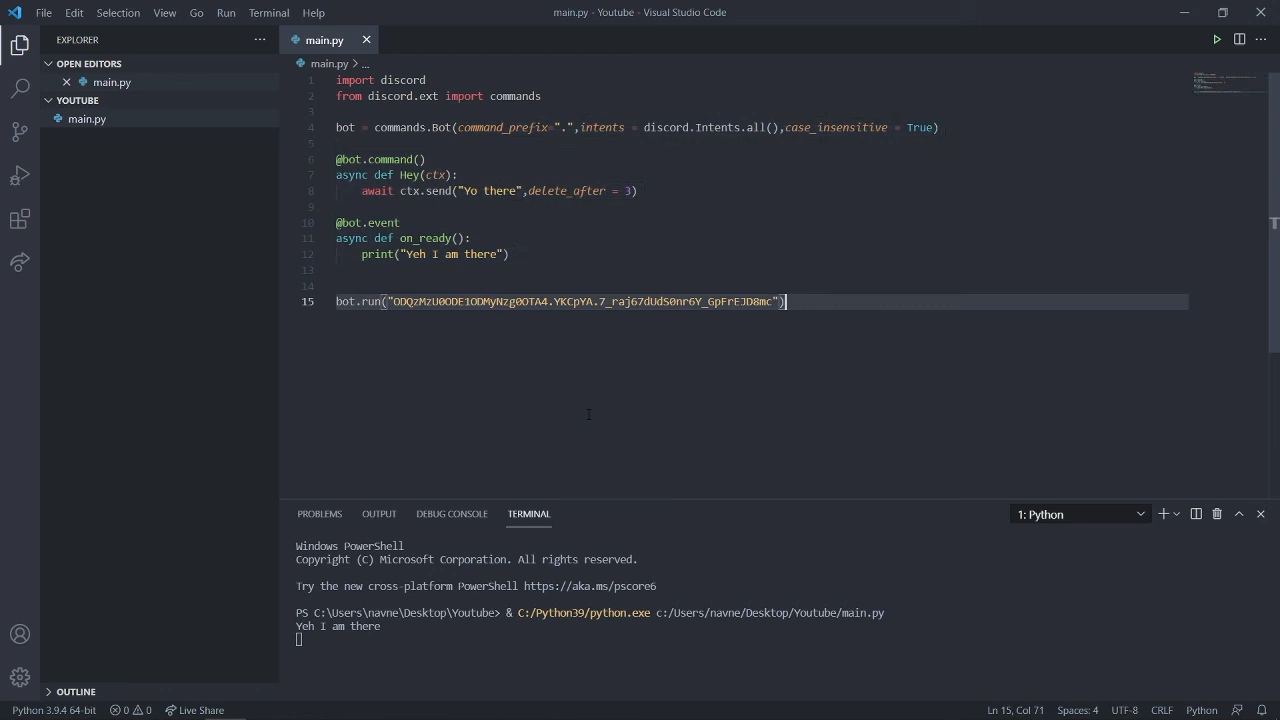 File Edit Selection View Go Run Terminal Help
main.py - Youtube - Visual Studio Code
EXPLORER
OPEN EDITORS
main.py
YOUTUBE
main.py
OUTLINE
main.py
main.py > ...
1 import discord
2 from discord.ext import commands
3
4 bot = commands.Bot(command_prefix=".",intents = discord.Intents.all(),case_insensitive = True)
5
6 @bot.command()
7 async def Hey(ctx):
8 await ctx.send("Yo there",delete_after = 3)
9
10 @bot.event
11 async def on_ready():
12 print("Yeh I am there")
13
14
15 bot.run("ODQzMzU0ODE1ODMyNzg0OTA4.YKCpYA.7_raj67dUdS0nr6Y_GpFrEJD8mc")
PROBLEMS OUTPUT DEBUG CONSOLE TERMINAL
1: Python
Windows PowerShell
Copyright (C) Microsoft Corporation. All rights reserved.
Try the new cross-platform PowerShell https://aka.ms/pscore6
PS C:\Users\navne\Desktop\Youtube> & C:/Python39/python.exe c:/Users/navne/Desktop/Youtube/main.py
Yeh I am there
Python 3.9.4 64-bit 0 0 Live Share
Ln 15, Col 71 Spaces: 4 UTF-8 CRLF Python